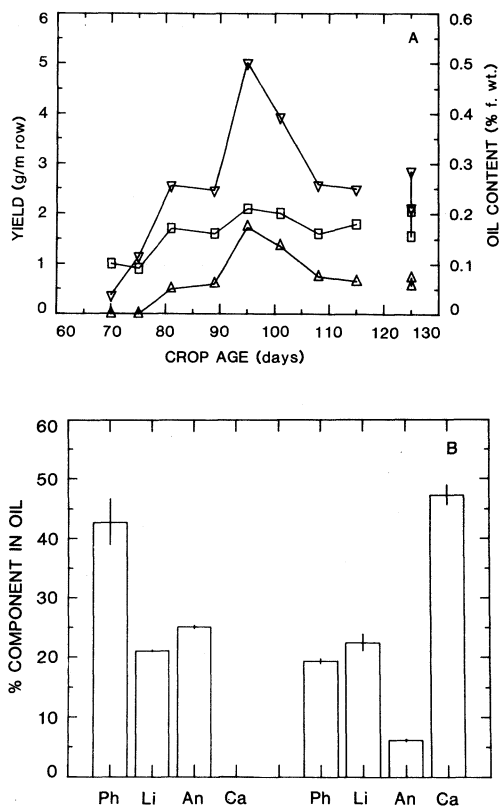 6
5
4
3
2
1
0
YIELD (g/m row)
A
0.6
0.5
0.4
0.3
0.2
0.1
0
OIL CONTENT (% f. wt.)
60 70 80 90 100 110 120 130
CROP AGE (days)
60
50
40
30
20
10
0
% COMPONENT IN OIL
B
Ph Li An Ca Ph Li An Ca